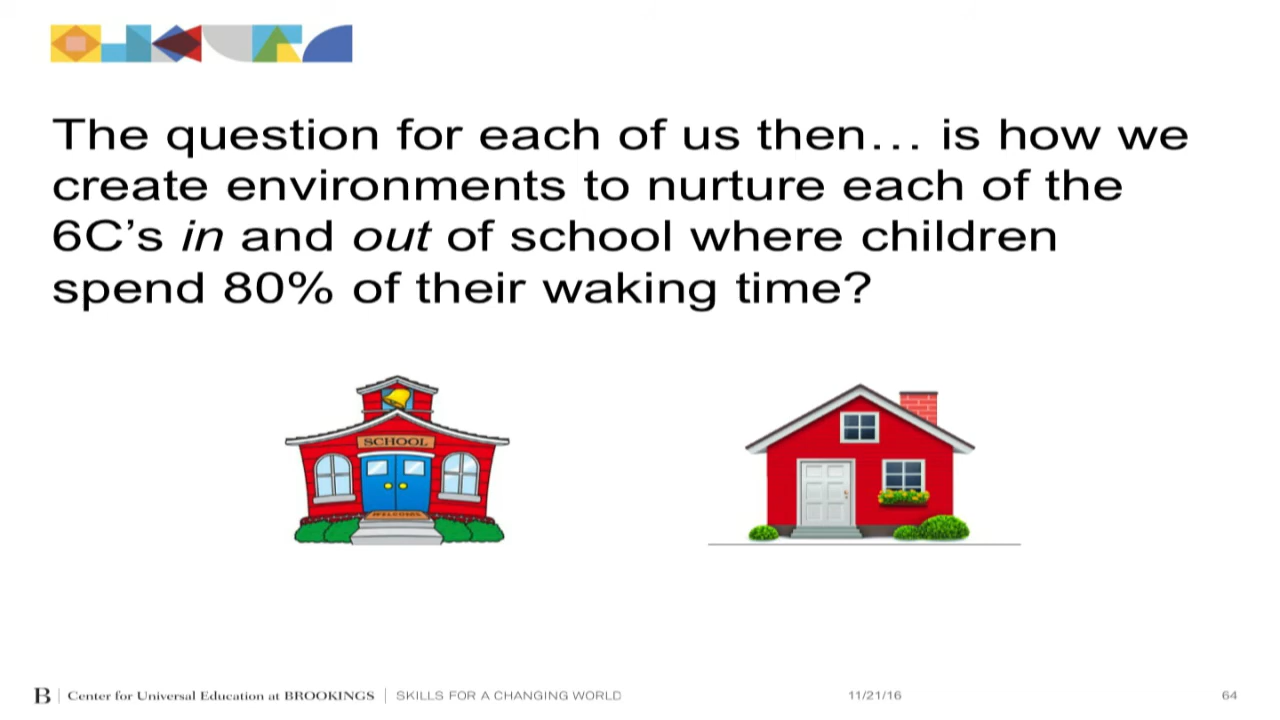 The question for each of us then… is how we
create environments to nurture each of the
6C’s in and out of school where children
spend 80% of their waking time?
SCHOOL
WELCOME
B | Center for Universal Education at BROOKINGS | SKILLS FOR A CHANGING WORLD 11/21/16 64